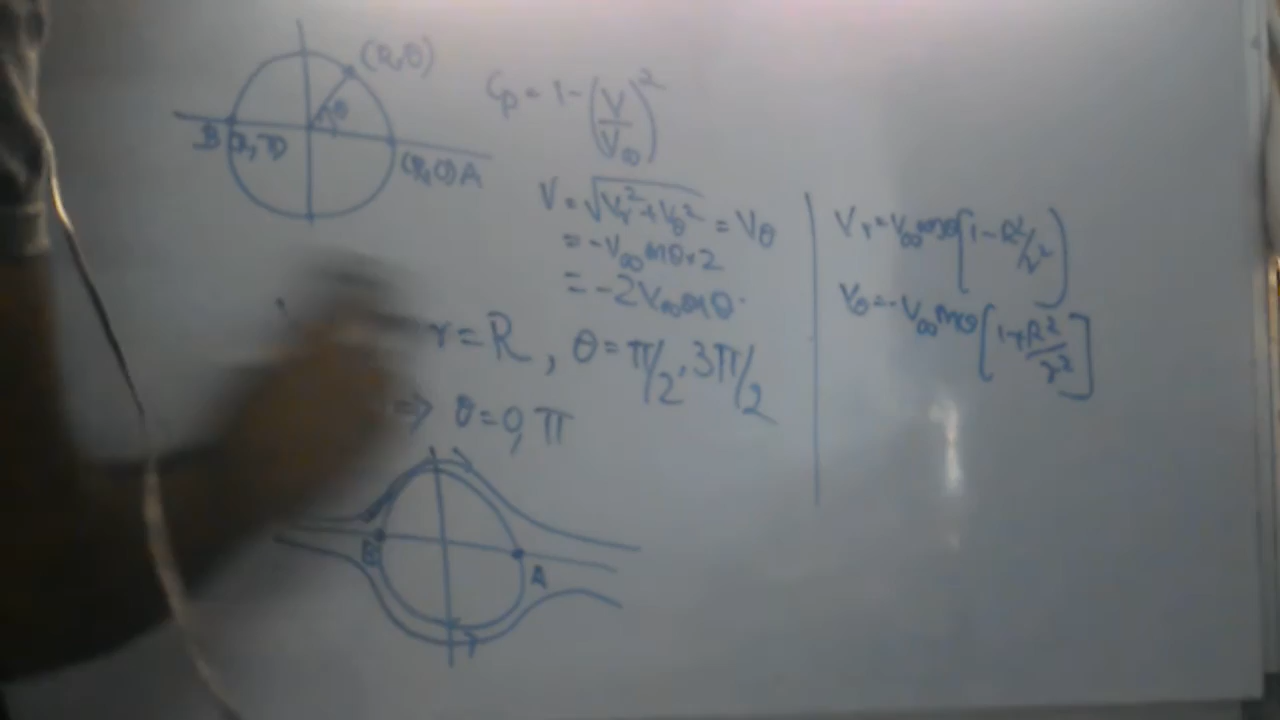 (R,θ)
B (R,π)
(R,0) A
Cp = 1-(V/V∞)²
V = √(Vr²+Vθ²) = Vθ
= -V∞ sinθ·2
= -2V∞ sinθ
r=R, θ=π/2, 3π/2
=> θ=0,π
B
A
Vr = V∞ cosθ[1-R²/r²]
Vθ = -V∞ sinθ[1+R²/r²]